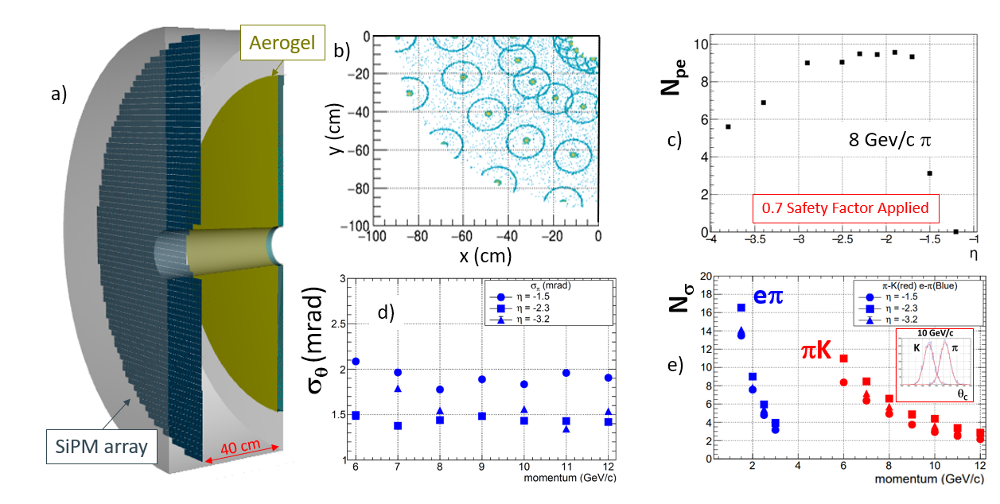 a)
Aerogel
SiPM array
40 cm
b)
0
−20
−40
−60
−80
−100
y (cm)
−100
−80
−60
−40
−20
0
x (cm)
c)
Npe
10
8
6
4
2
0
8 Gev/c π
0.7 Safety Factor Applied
−4
−3.5
−3
−2.5
−2
−1.5
−1
η
d)
σθ (mrad)
3
2.5
2
1.5
1
σπ (mrad)
η = -1.5
η = -2.3
η = -3.2
6
7
8
9
10
11
12
momentum (GeV/c)
e)
Nσ
20
18
16
14
12
10
8
6
4
2
0
eπ
πK
π-K(red) e-π(Blue)
η = -1.5
η = -2.3
η = -3.2
10 GeV/c
K
π
θc
0
2
4
6
8
10
12
momentum (GeV/c)